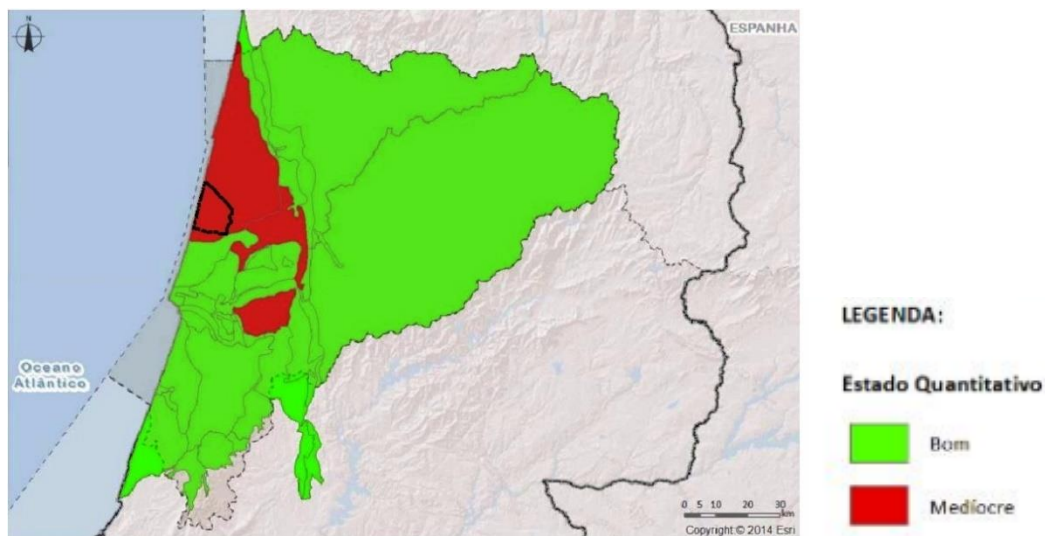 N
ESPANHA
Oceano
Atlântico
0 5 10 20 30
km
Copyright © 2014 Esri
LEGENDA:
Estado Quantitativo
Bom
Medíocre